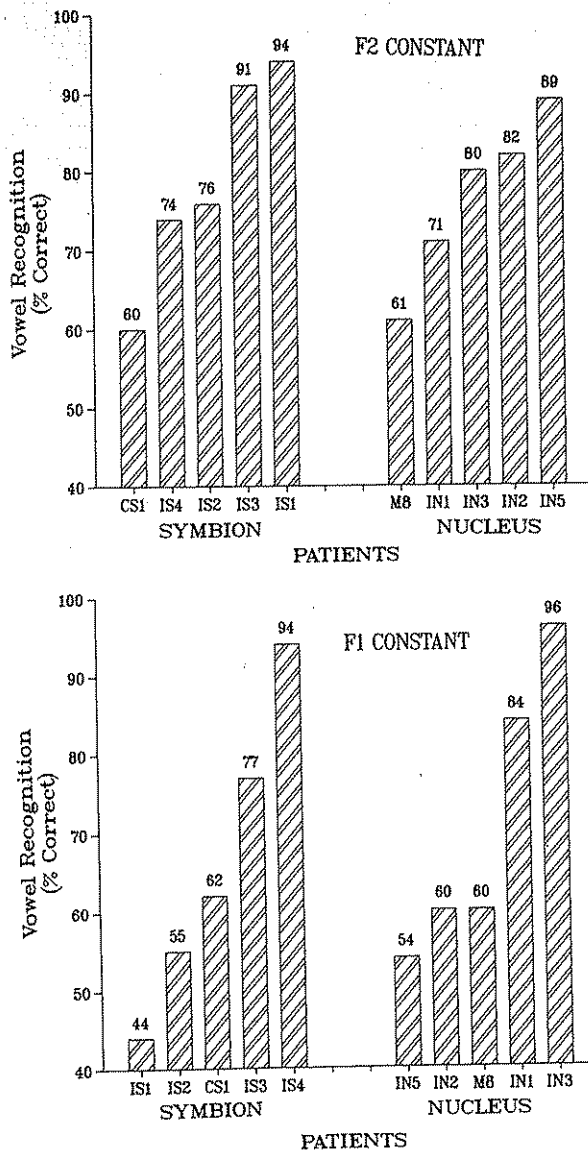 F2 CONSTANT
Vowel Recognition
(% Correct)
100
90
80
70
60
50
40
60 74 76 91 94 61 71 80 82 89
CS1 IS4 IS2 IS3 IS1 M8 IN1 IN3 IN2 IN5
SYMBION NUCLEUS
PATIENTS
F1 CONSTANT
Vowel Recognition
(% Correct)
100
90
80
70
60
50
40
44 55 62 77 94 54 60 60 84 96
IS1 IS2 CS1 IS3 IS4 IN5 IN2 M8 IN1 IN3
SYMBION NUCLEUS
PATIENTS